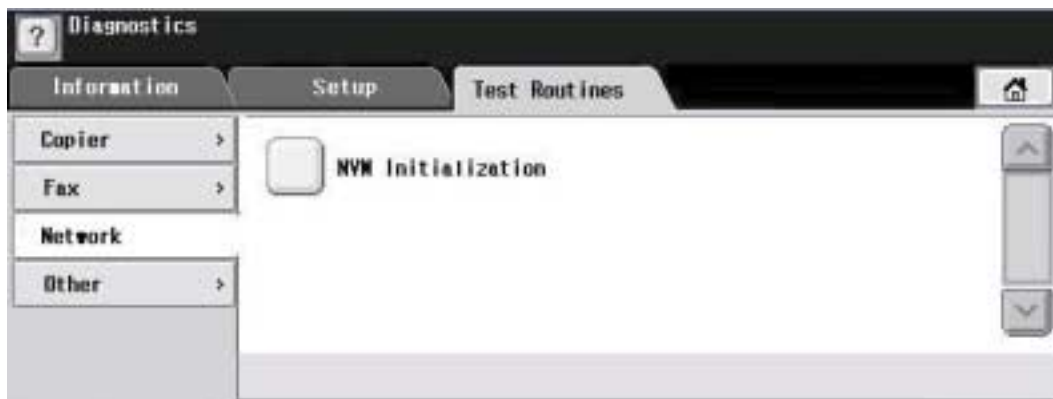 ? Diagnostics
Information Setup Test Routines
Copier >
NVM Initialization
Fax >
Network
Other >